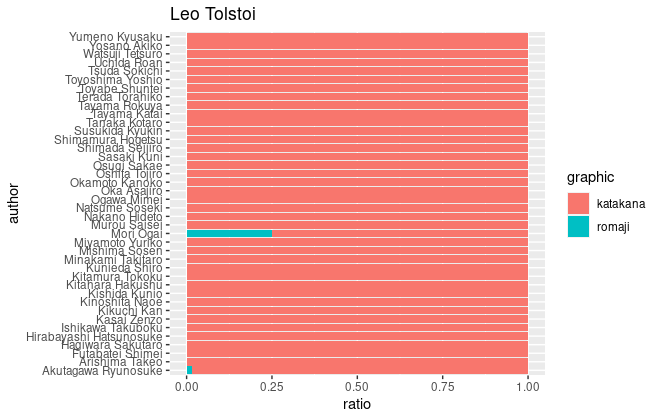 Leo Tolstoi
Yumeno Kyusaku
Yosano Akiko
Watsuji Tetsuro
Uchida Roan
Tsuda Sokichi
Toyoshima Yoshio
Toyabe Shuntei
Terada Torahiko
Tayama Rokuya
Tayama Katai
Tanaka Kotaro
Susukida Kyukin
Shimamura Hogetsu
Shimada Seijiro
Sasaki Kuni
Osugi Sakae
Oshita Tojiro
Okamoto Kanoko
Oka Asajiro
Ogawa Mimei
Natsume Soseki
Nakano Hideto
Murou Saisei
Mori Ogai
Miyamoto Yuriko
Mishima Sosen
Minakami Takitaro
Kunieda Shiro
Kitamura Tokoku
Kitahara Hakushu
Kishida Kunio
Kinoshita Naoe
Kikuchi Kan
Kasai Zenzo
Ishikawa Takuboku
Hirabayashi Hatsunosuke
Hagiwara Sakutaro
Futabatei Shimei
Arishima Takeo
Akutagawa Ryunosuke
author
0.00 0.25 0.50 0.75 1.00
ratio
graphic
katakana
romaji